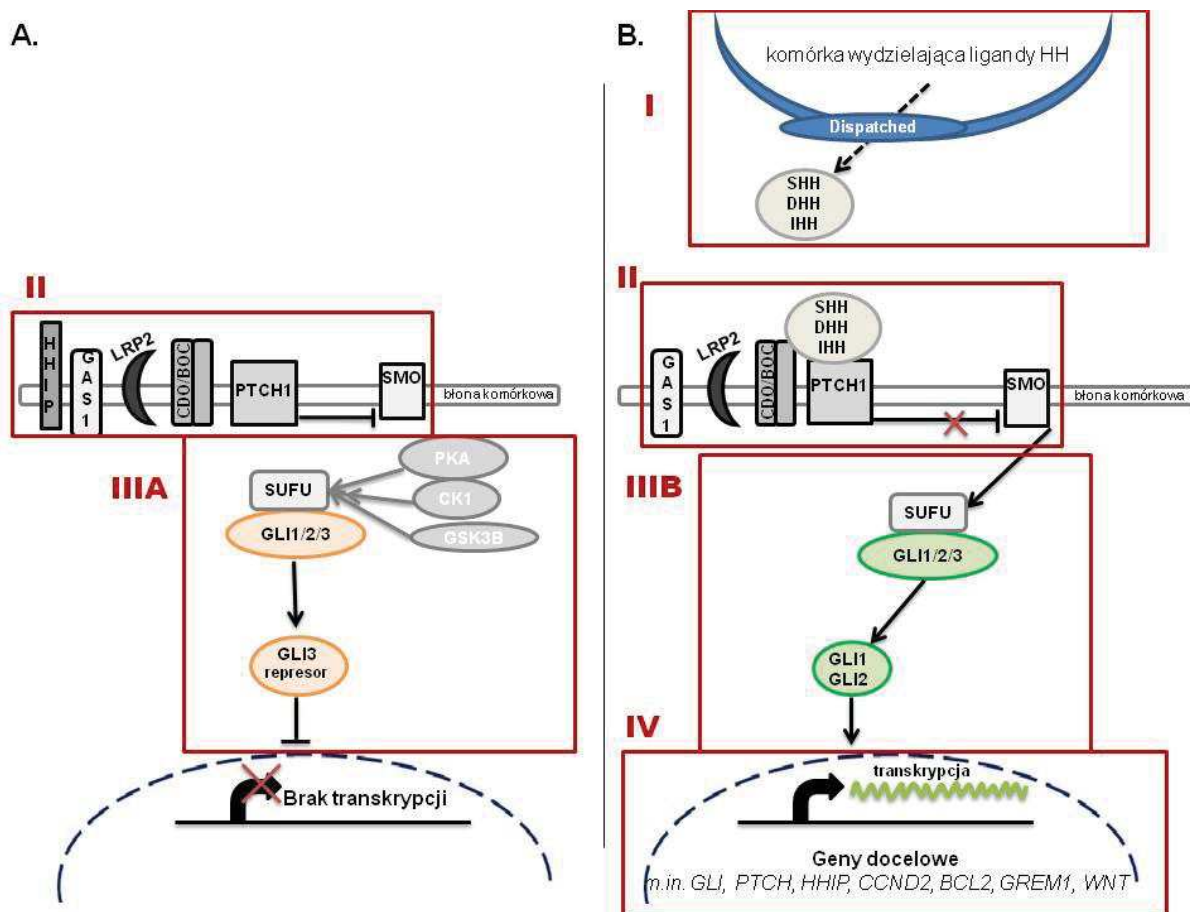 A.
II
HHIP
GAS1
LRP2
CDO/BOC
PTCH1
SMO
błona komórkowa
IIIA
SUFU
PKA
CK1
GSK3B
GLI1/2/3
GLI3
represor
Brak transkrypcji
B.
I
komórka wydzielająca ligandy HH
Dispatched
SHH
DHH
IHH
II
SHH
DHH
IHH
GAS1
LRP2
CDO/BOC
PTCH1
SMO
błona komórkowa
IIIB
SUFU
GLI1/2/3
GLI1
GLI2
IV
transkrypcja
Geny docelowe
m.in. GLI, PTCH, HHIP, CCND2, BCL2, GREM1, WNT